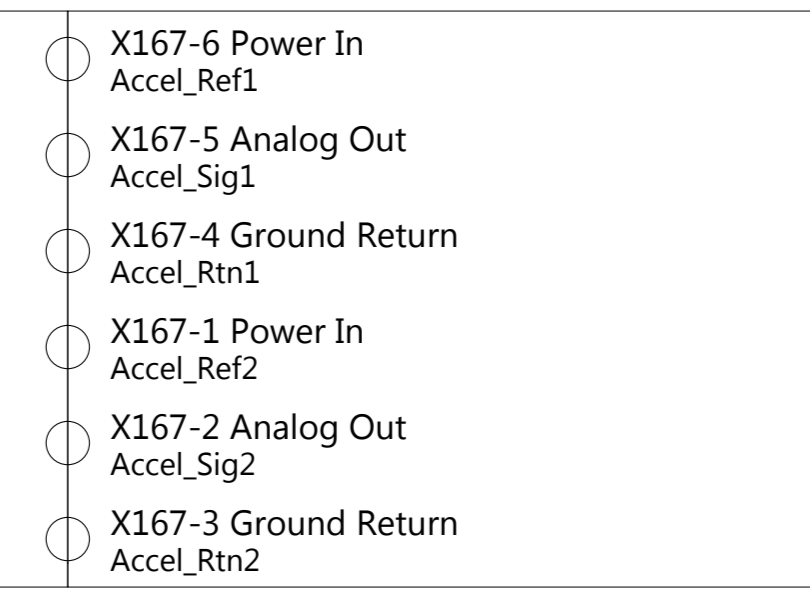 X167-6 Power In
Accel_Ref1
X167-5 Analog Out
Accel_Sig1
X167-4 Ground Return
Accel_Rtn1
X167-1 Power In
Accel_Ref2
X167-2 Analog Out
Accel_Sig2
X167-3 Ground Return
Accel_Rtn2